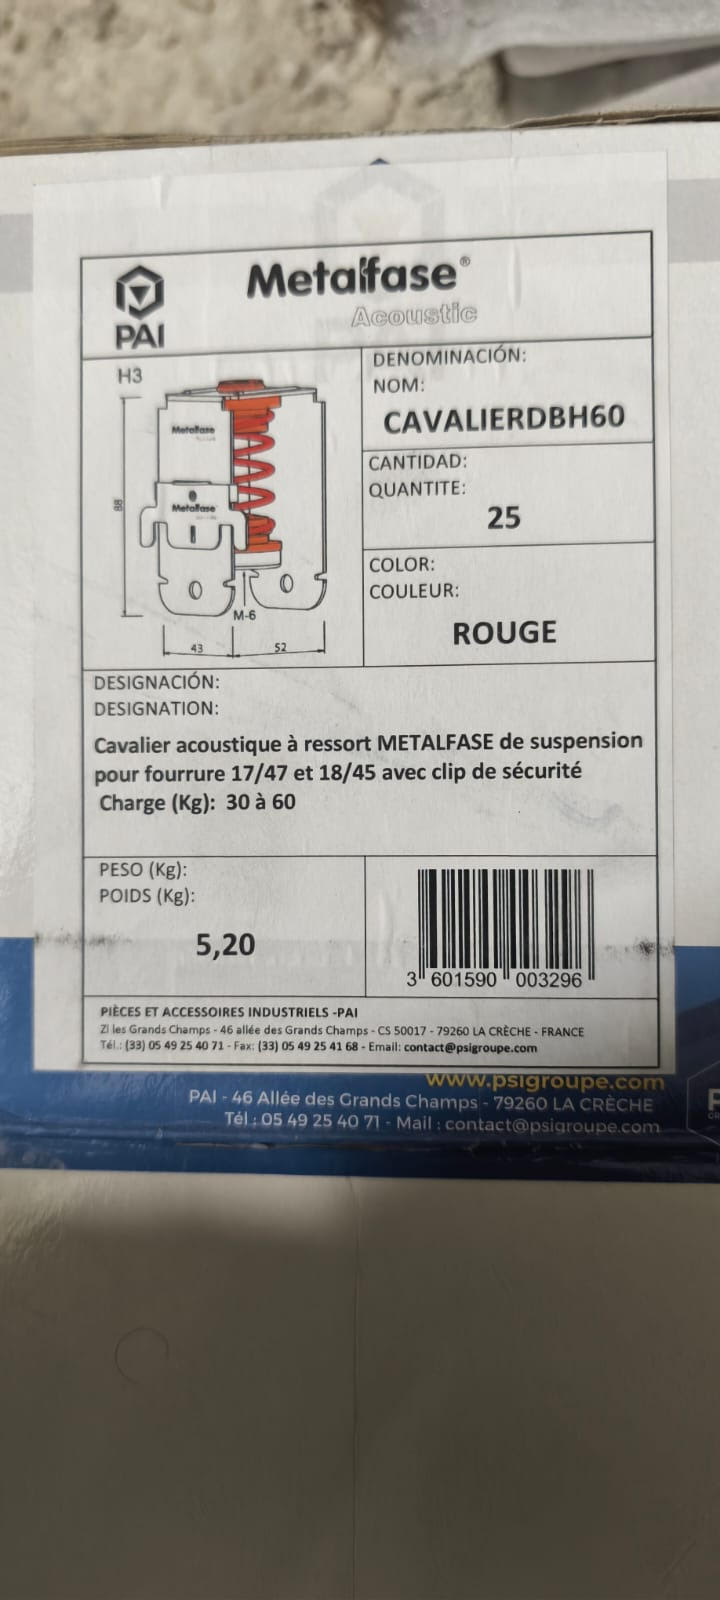 PAI
Metalfase®
Acoustic
H3
DENOMINACIÓN:
NOM:
CAVALIERDBH60
Metalfase
Metalfase
88
M-6
43
52
CANTIDAD:
QUANTITE:
25
COLOR:
COULEUR:
ROUGE
DESIGNACIÓN:
DESIGNATION:
Cavalier acoustique à ressort METALFASE de suspension
pour fourrure 17/47 et 18/45 avec clip de sécurité
Charge (Kg): 30 à 60
PESO (Kg):
POIDS (Kg):
5,20
3 601590 003296
PIÈCES ET ACCESSOIRES INDUSTRIELS -PAI
ZI les Grands Champs - 46 allée des Grands Champs - CS 50017 - 79260 LA CRÈCHE - FRANCE
Tél.: (33) 05 49 25 40 71 - Fax: (33) 05 49 25 41 68 - Email: contact@psigroupe.com
www.psigroupe.com
PAI - 46 Allée des Grands Champs - 79260 LA CRÈCHE
Tél : 05 49 25 40 71 - Mail : contact@psigroupe.com